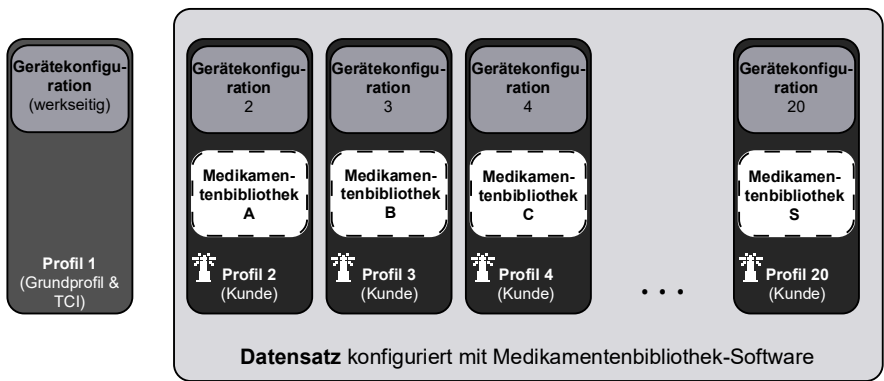 Gerätekonfigu-
ration
(werkseitig)
Profil 1
(Grundprofil &
TCI)
Gerätekonfigu-
ration
2
Medikamen-
tenbibliothek
A
Profil 2
(Kunde)
Gerätekonfigu-
ration
3
Medikamen-
tenbibliothek
B
Profil 3
(Kunde)
Gerätekonfigu-
ration
4
Medikamen-
tenbibliothek
C
Profil 4
(Kunde)
. . .
Gerätekonfigu-
ration
20
Medikamen-
tenbibliothek
S
Profil 20
(Kunde)
Datensatz konfiguriert mit Medikamentenbibliothek-Software